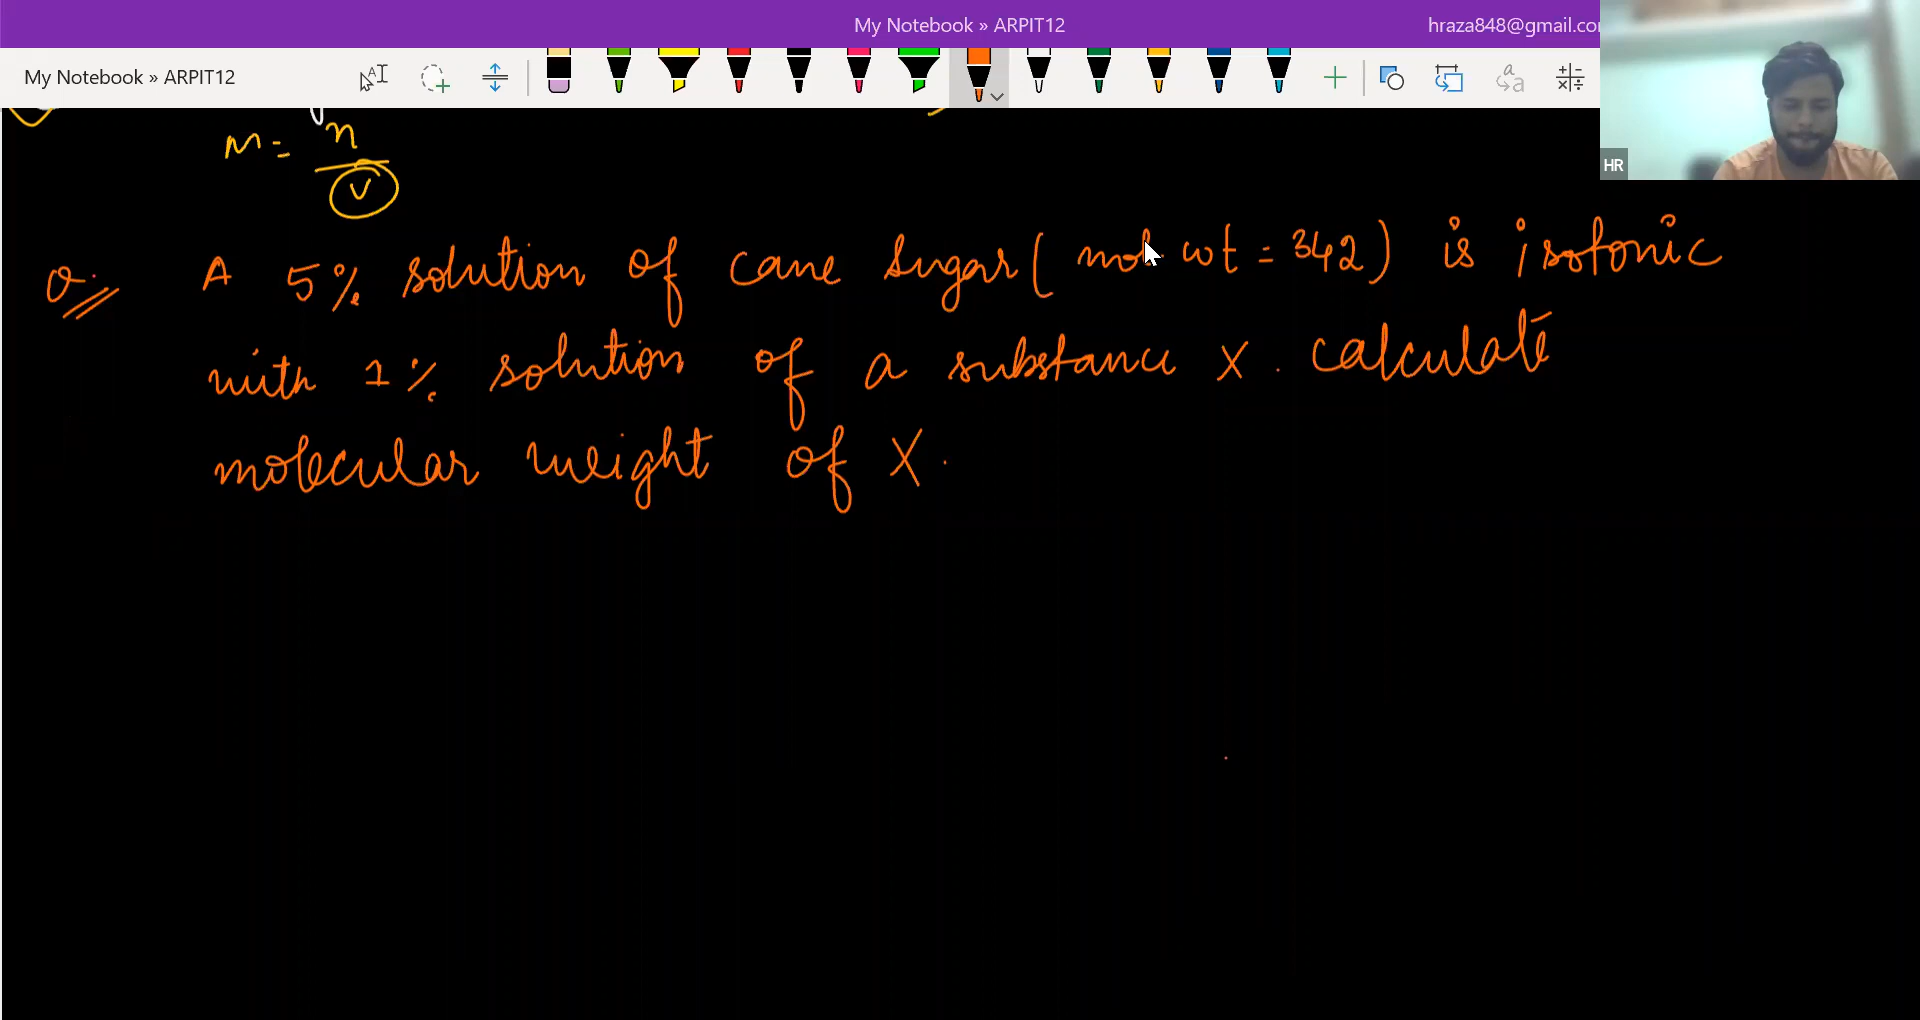 My Notebook » ARPIT12
hraza848@gmail.co
My Notebook » ARPIT12
HR
M = n
v
Q. A 5% solution of cane sugar ( mol. wt = 342 ) is isotonic
with 1% solution of a substance X. calculate
molecular weight of X.